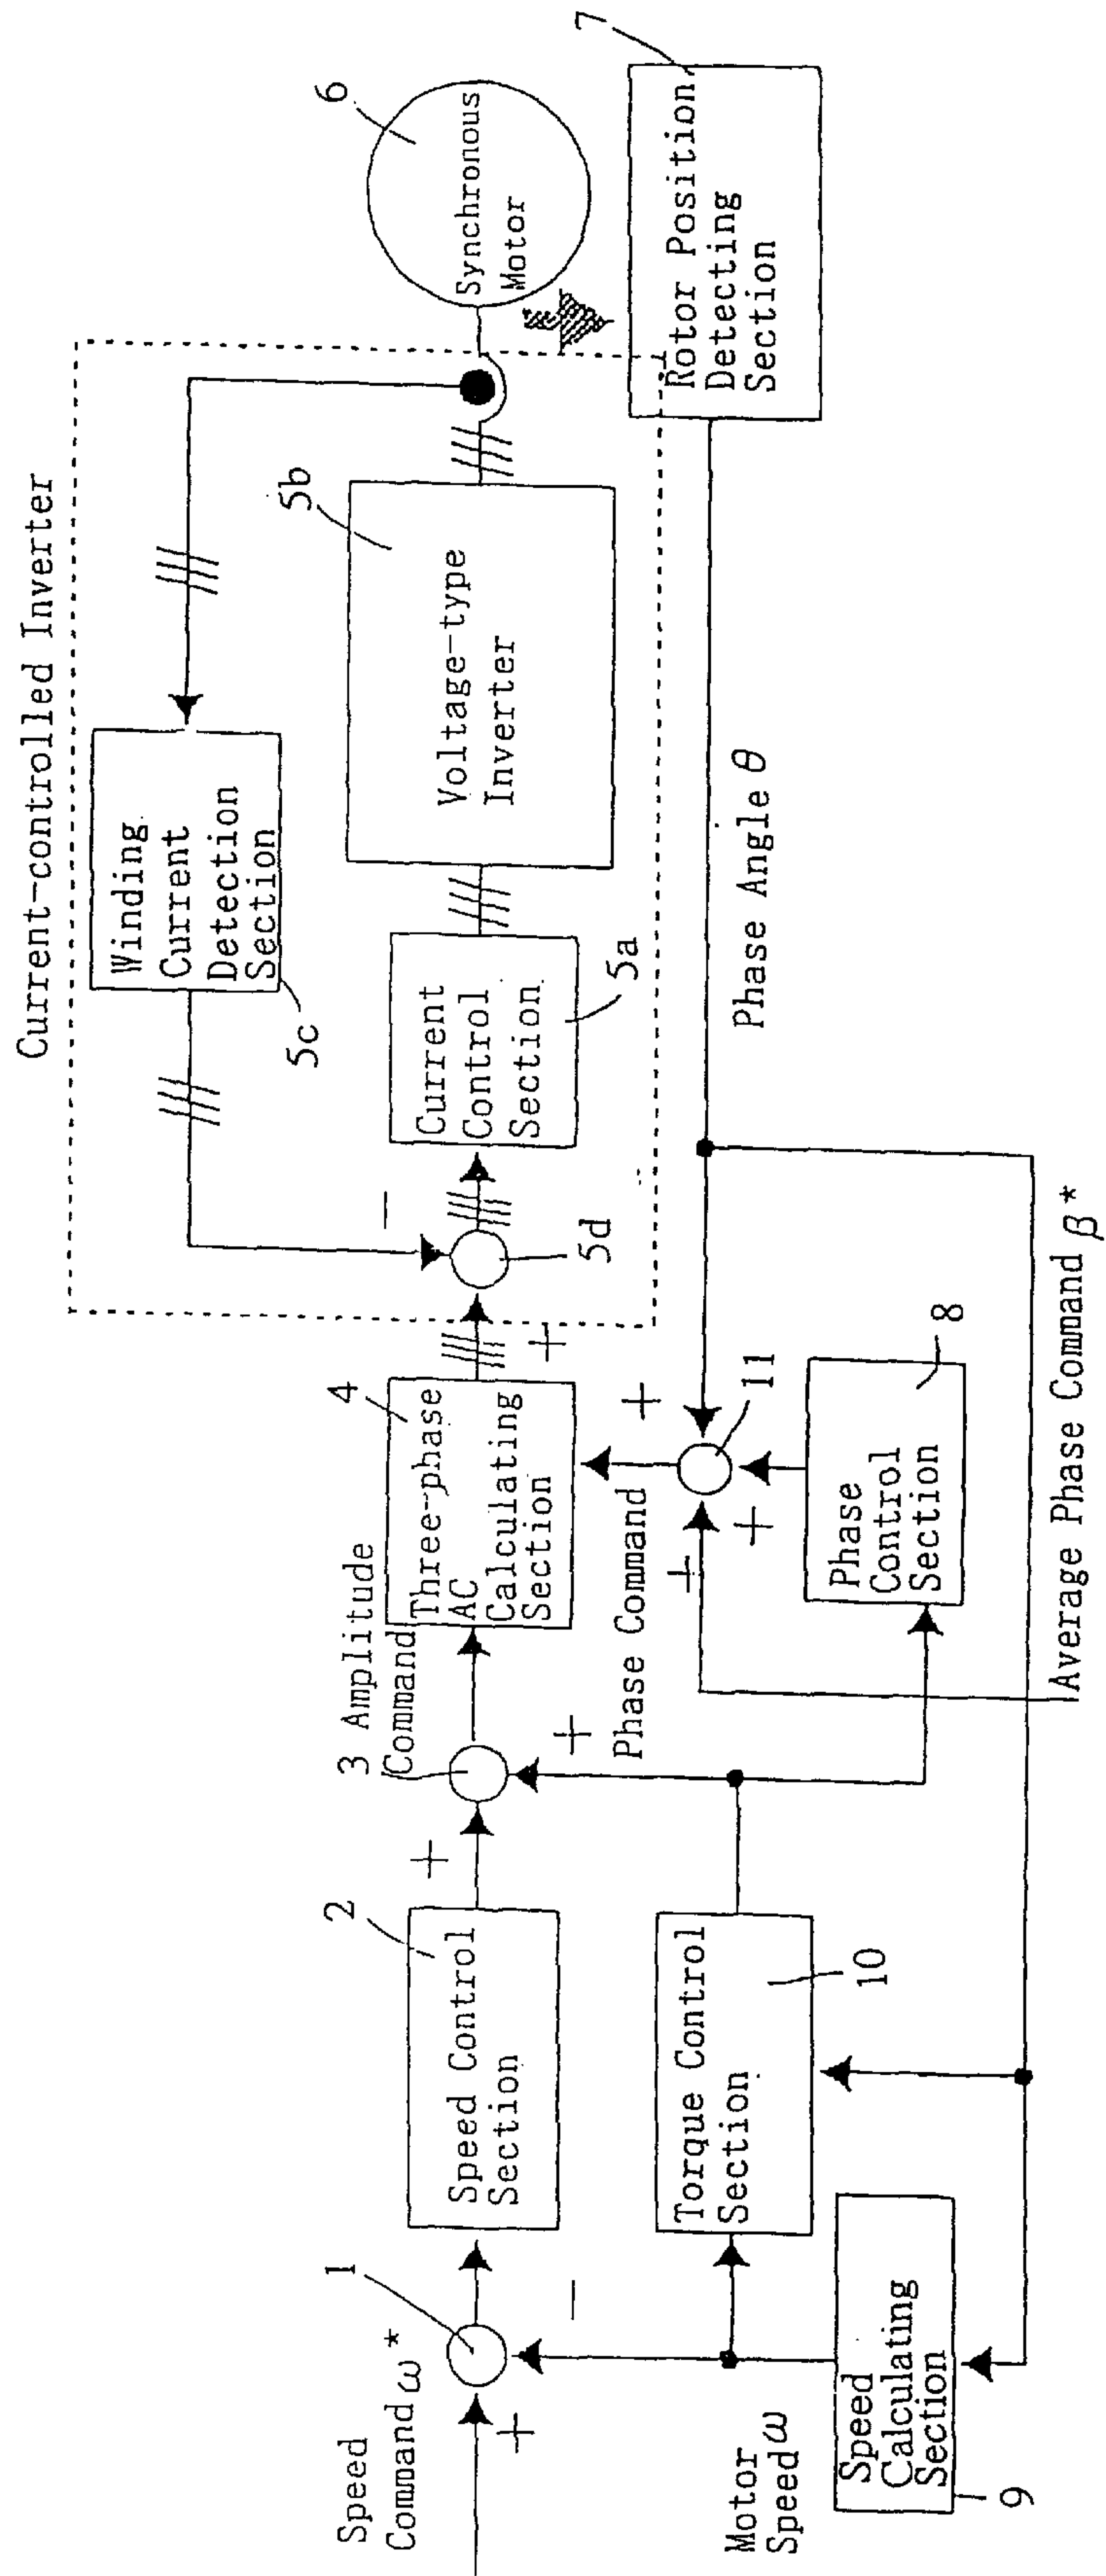 Current-controlled Inverter
Winding
Current
Detection
Section
5c
5b
Voltage-type
Inverter
6
Synchronous
Motor
7
Rotor Position
Detecting
Section
Current
Control
Section
5a
−
5d
+
4
Three-phase
AC
Calculating
Section
3 Amplitude
Command
+
+
2
Speed Control
Section
1
−
+
Speed
Command ω*
Phase Command
+
+
+
11
Phase Angle θ
8
Phase
Control
Section
Average Phase Command β*
10
Torque Control
Section
Motor
Speed ω
Speed
Calculating
Section
9